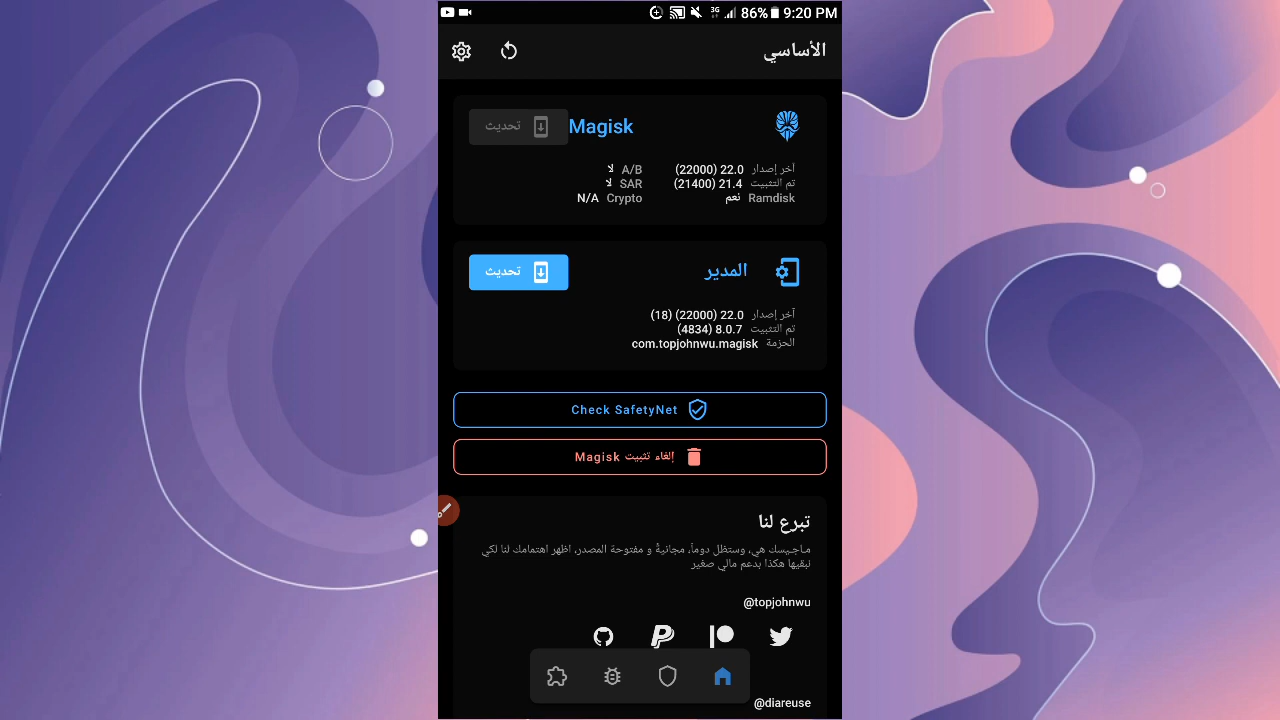 3G 86% 9:20 PM
الأساسي
Magisk تحديث
آخر إصدار 22.0 (22000)
تم التثبيت 21.4 (21400)
Ramdisk نعم
A/B لا
SAR لا
Crypto N/A
المدير تحديث
آخر إصدار 22.0 (22000) (18)
تم التثبيت 8.0.7 (4834)
الحزمة com.topjohnwu.magisk
Check SafetyNet
إلغاء تثبيت Magisk
تبرع لنا
ماجيسك هي، وستظل دوماً، مجانيةً و مفتوحة المصدر، اظهر اهتمامك لنا لكي
نبقيها هكذا بدعم مالي صغير
@topjohnwu
@diareuse